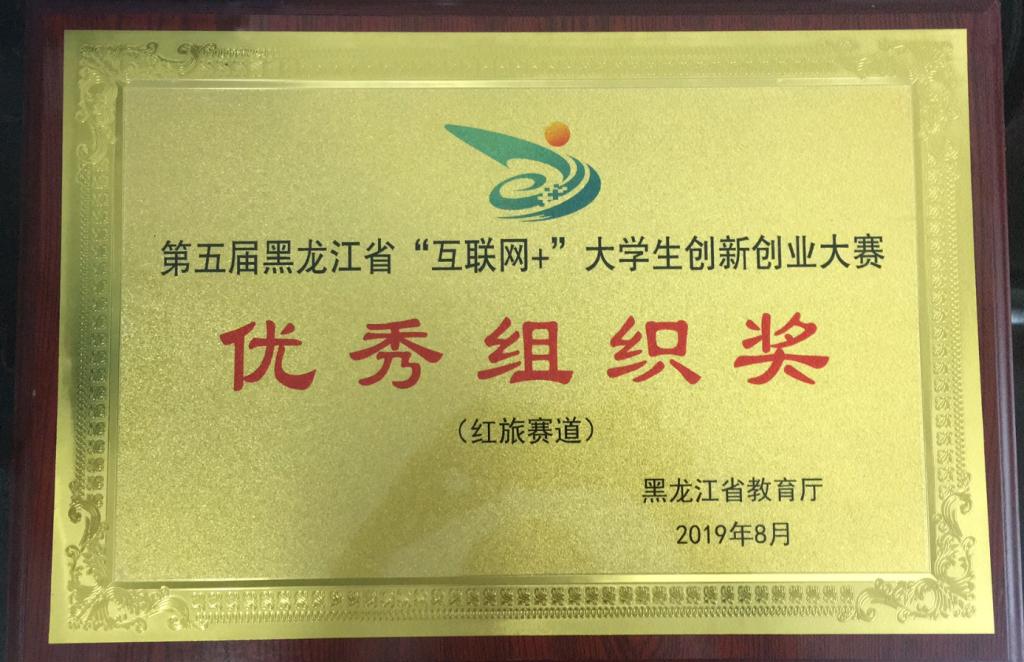 第五届黑龙江省“互联网+”大学生创新创业大赛
优秀组织奖
（红旅赛道）
黑龙江省教育厅
2019年8月